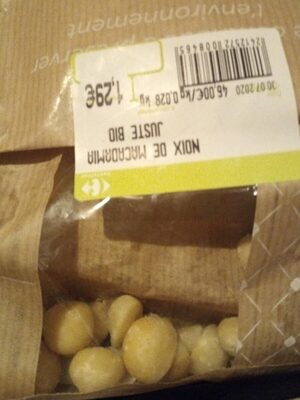 NOIX DE MACADAMIA
JUSTE BIO
30.07.2020 46,00€/kg 0,028 kg 1,29€
l'environnement